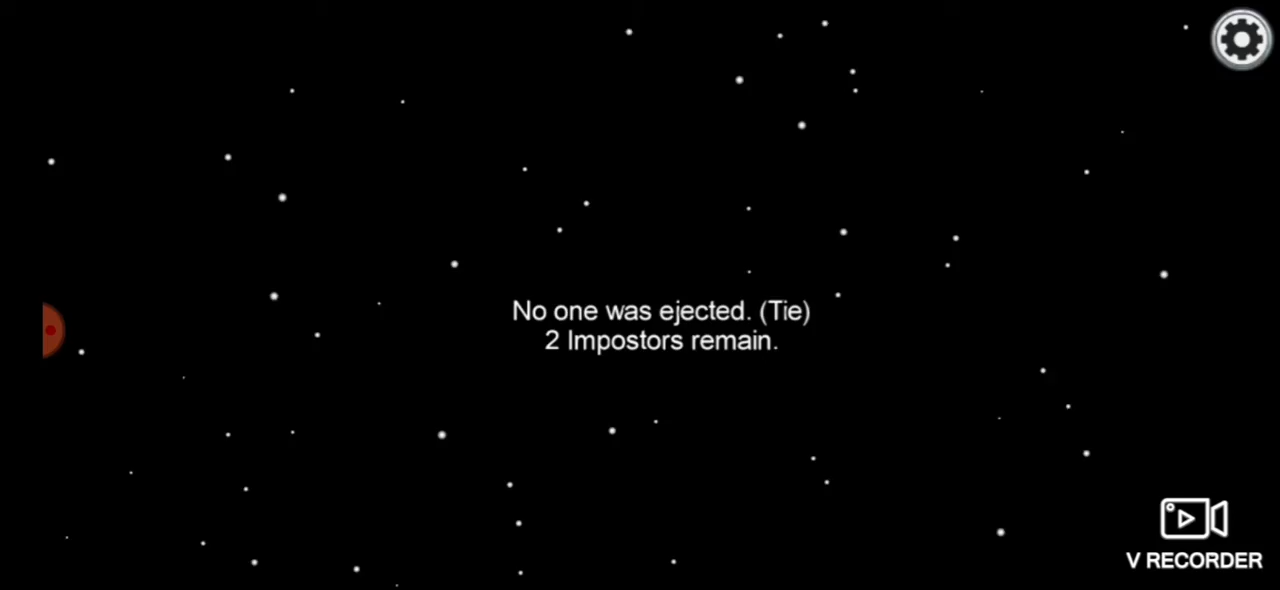 No one was ejected. (Tie)
2 Impostors remain.
V RECORDER